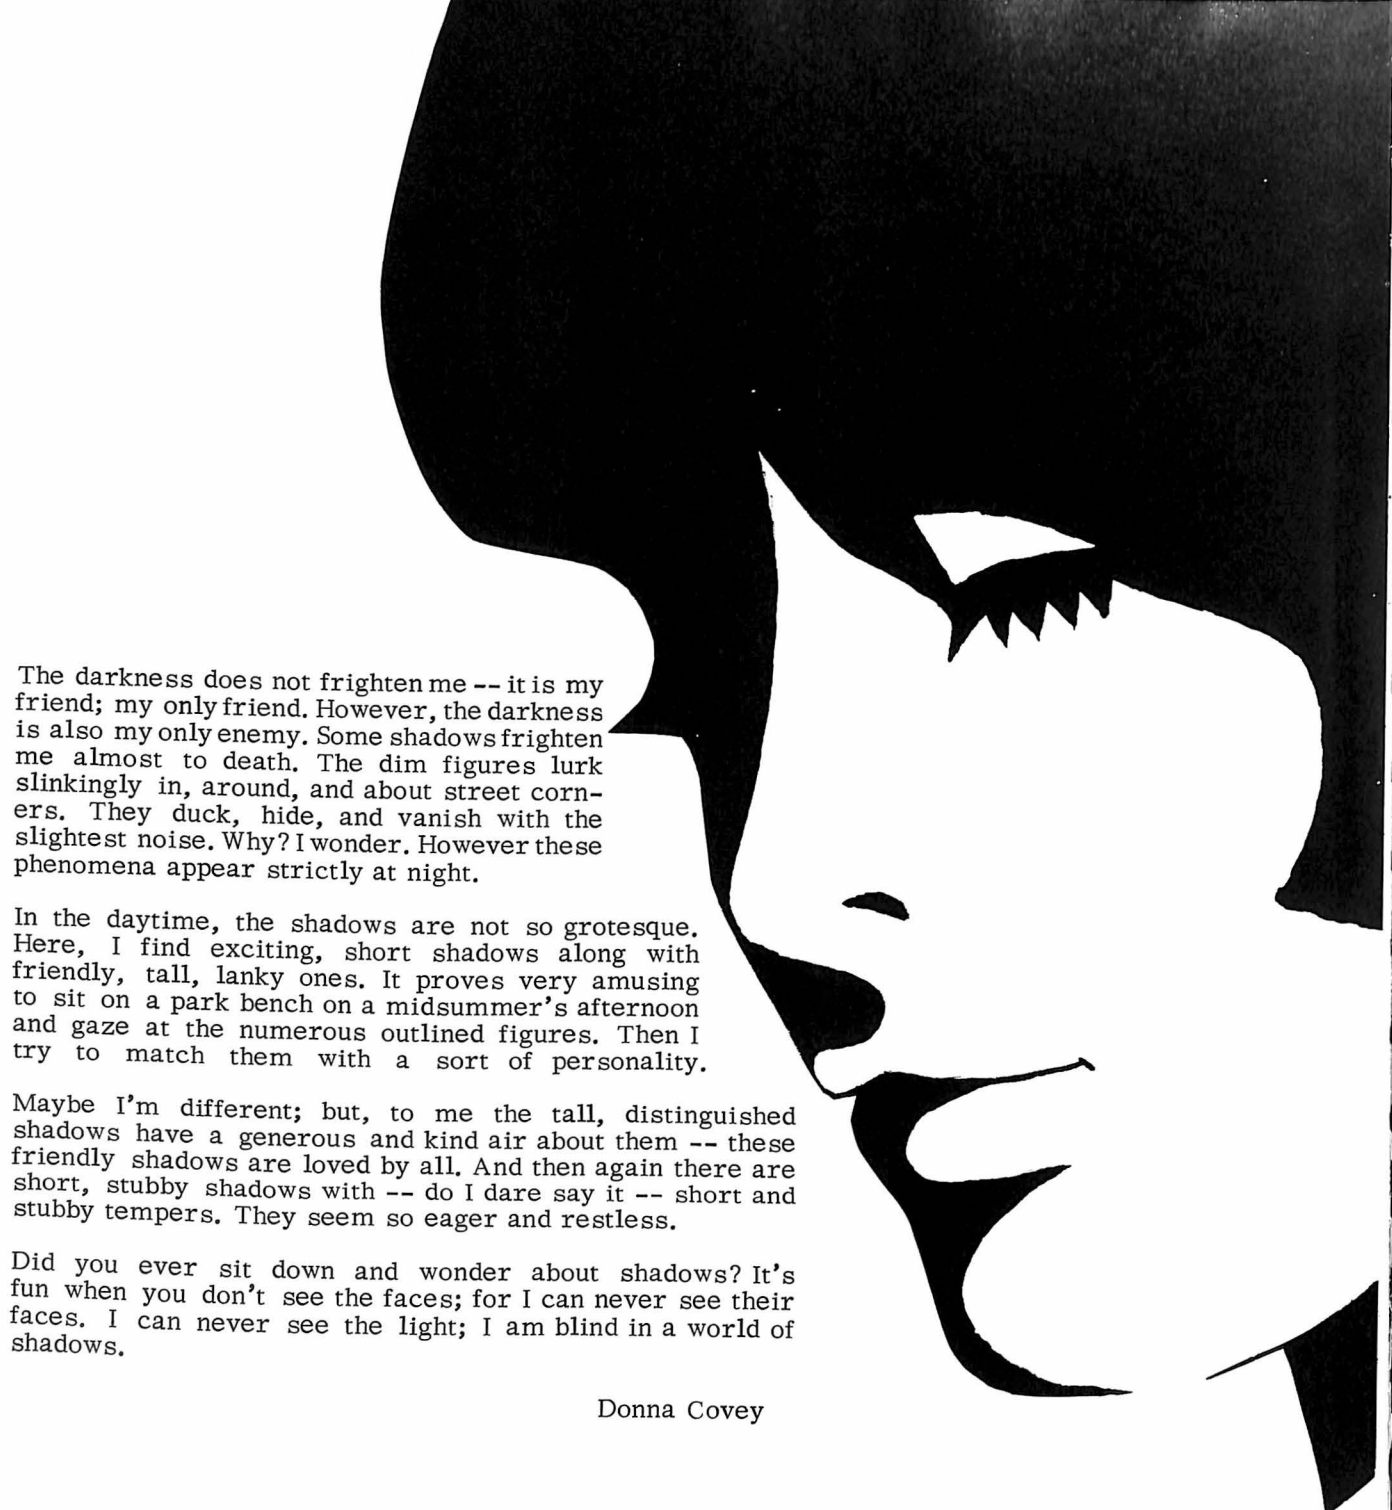 The darkness does not frighten me -- it is my
friend; my only friend. However, the darkness
is also my only enemy. Some shadows frighten
me almost to death. The dim figures lurk
slinkingly in, around, and about street corn-
ers. They duck, hide, and vanish with the
slightest noise. Why? I wonder. However these
phenomena appear strictly at night.
In the daytime, the shadows are not so grotesque.
Here, I find exciting, short shadows along with
friendly, tall, lanky ones. It proves very amusing
to sit on a park bench on a midsummer's afternoon
and gaze at the numerous outlined figures. Then I
try to match them with a sort of personality.
Maybe I'm different; but, to me the tall, distinguished
shadows have a generous and kind air about them -- these
friendly shadows are loved by all. And then again there are
short, stubby shadows with -- do I dare say it -- short and
stubby tempers. They seem so eager and restless.
Did you ever sit down and wonder about shadows? It's
fun when you don't see the faces; for I can never see their
faces. I can never see the light; I am blind in a world of
shadows.
Donna Covey